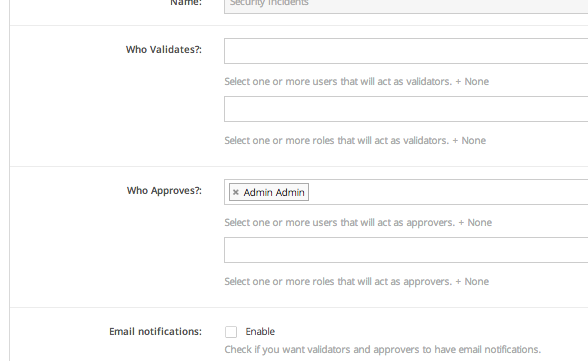 Name:
Security Incidents
Who Validates?:
Select one or more users that will act as validators. + None
Select one or more roles that will act as validators. + None
Who Approves?:
× Admin Admin
Select one or more users that will act as approvers. + None
Select one or more roles that will act as approvers. + None
Email notifications:
Enable
Check if you want validators and approvers to have email notifications.